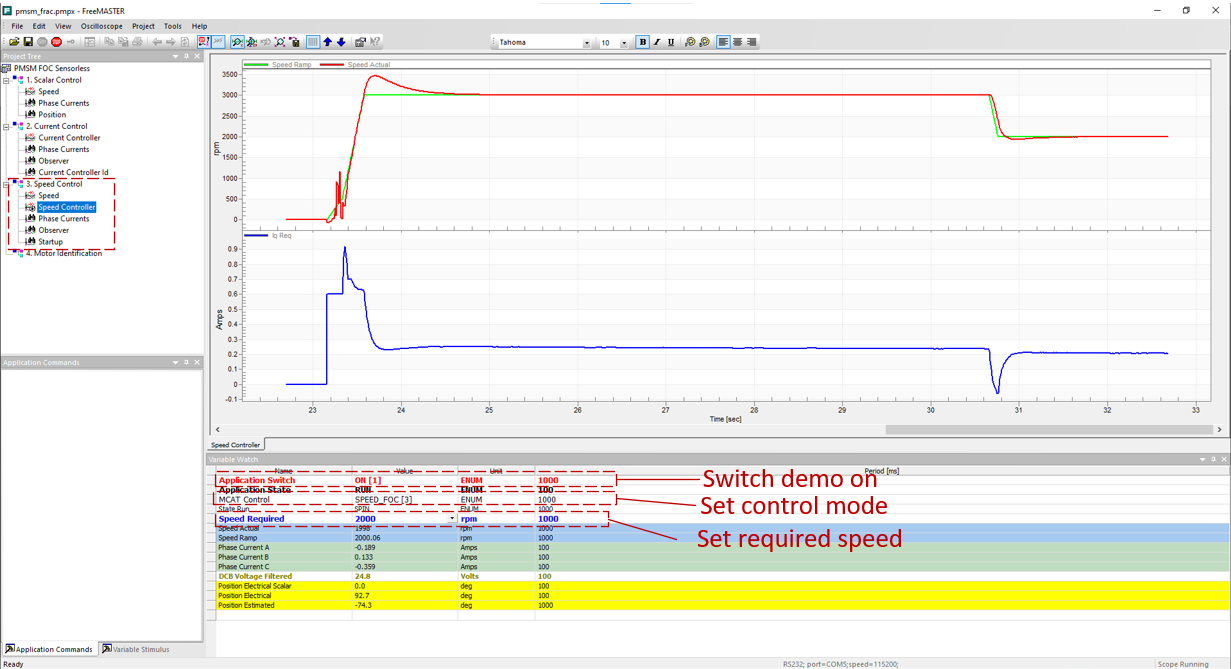 pmsm_frac.pmpx - FreeMASTER
File Edit View Oscilloscope Project Tools Help
Tahoma 10 B I U
Project Tree
PMSM FOC Sensorless
1. Scalar Control
Speed
Phase Currents
Position
2. Current Control
Current Controller
Phase Currents
Observer
Current Controller Id
3. Speed Control
Speed
Speed Controller
Phase Currents
Observer
Startup
4. Motor Identification
Application Commands
Application Commands Variable Stimulus
Speed Ramp Speed Actual
3500
3000
2500
2000
1500
1000
500
0
rpm
Iq Req
0.9
0.8
0.7
0.6
0.5
0.4
0.3
0.2
0.1
0
-0.1
Amps
23 24 25 26 27 28 29 30 31 32 33
Time [sec]
Speed Controller
Variable Watch
Name Value Unit Period [ms]
Application Switch ON [1] ENUM 1000
Application State RUN ENUM 100
MCAT Control SPEED_FOC [3] ENUM 1000
State Run SPIN ENUM 1000
Speed Required 2000 rpm 1000
Speed Actual 1998 rpm 1000
Speed Ramp 2000.06 rpm 1000
Phase Current A -0.189 Amps 100
Phase Current B 0.133 Amps 100
Phase Current C -0.359 Amps 100
DCB Voltage Filtered 24.8 Volts 100
Position Electrical Scalar 0.0 deg 100
Position Electrical 92.7 deg 100
Position Estimated -74.3 deg 1000
Switch demo on
Set control mode
Set required speed
Ready
RS232; port=COM5;speed=115200;
Scope Running